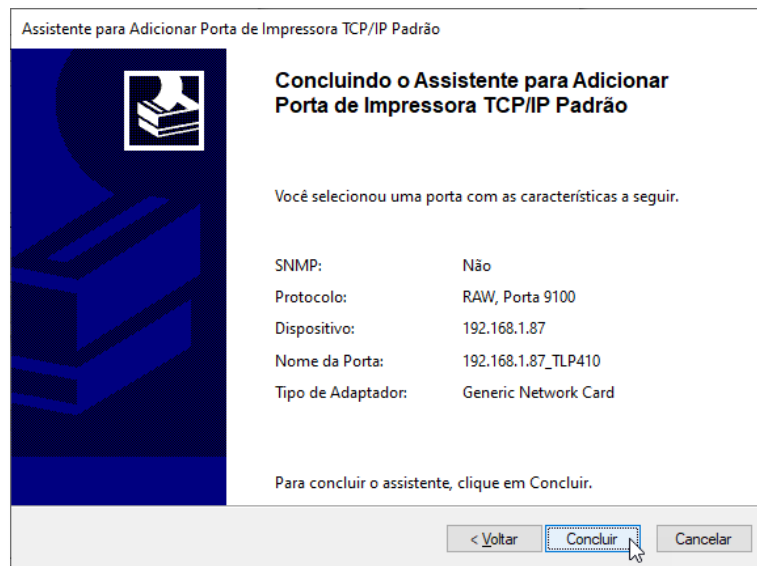 Assistente para Adicionar Porta de Impressora TCP/IP Padrão
Concluindo o Assistente para Adicionar
Porta de Impressora TCP/IP Padrão
Você selecionou uma porta com as características a seguir.
SNMP: Não
Protocolo: RAW, Porta 9100
Dispositivo: 192.168.1.87
Nome da Porta: 192.168.1.87_TLP410
Tipo de Adaptador: Generic Network Card
Para concluir o assistente, clique em Concluir.
< Voltar Concluir Cancelar